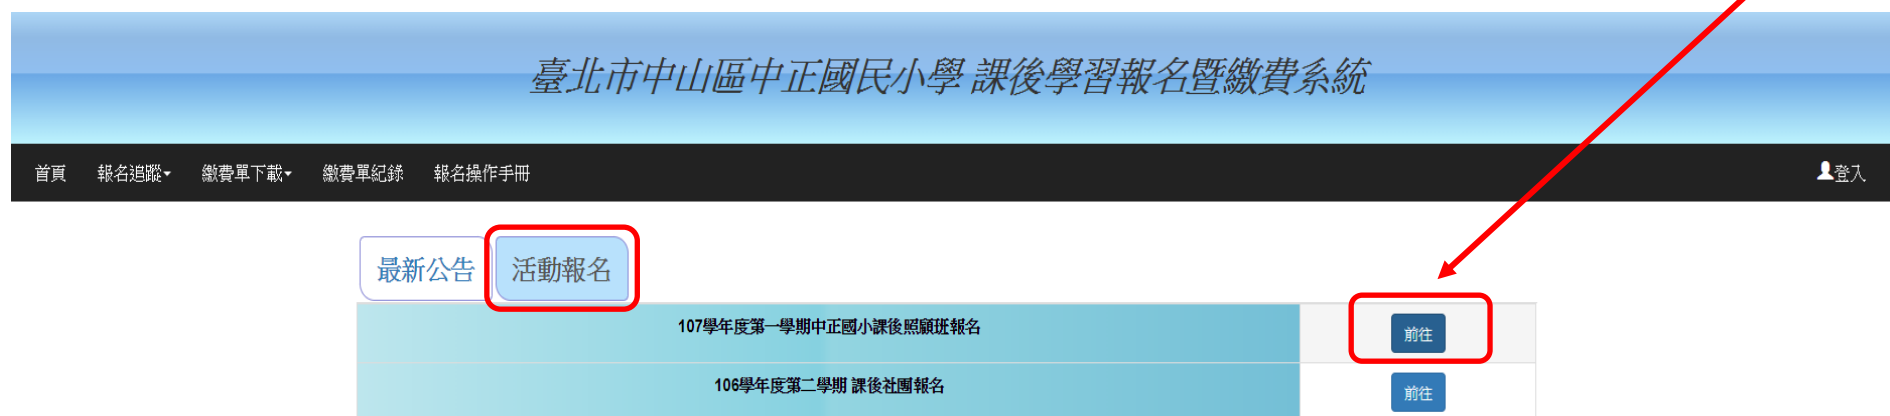 臺北市中山區中正國民小學 課後學習報名暨繳費系統
首頁 報名追蹤 繳費單下載 繳費單紀錄 報名操作手冊 登入
最新公告 活動報名
107學年度第一學期中正國小課後照顧班報名 前往
106學年度第二學期 課後社團報名 前往